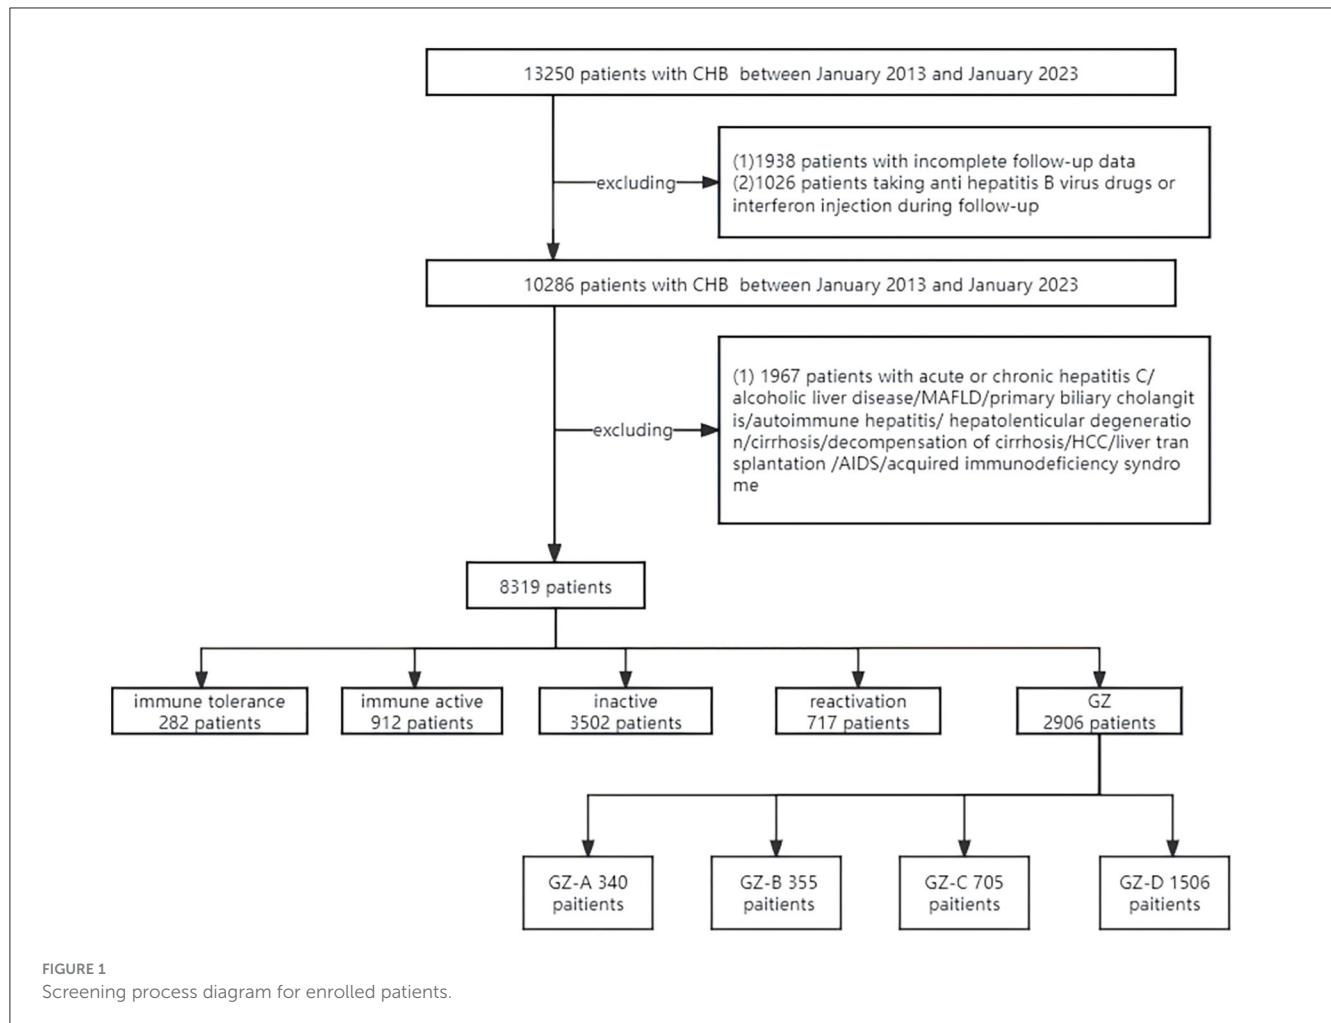 13250 patients with CHB between January 2013 and January 2023
(1)1938 patients with incomplete follow-up data
(2)1026 patients taking anti hepatitis B virus drugs or
interferon injection during follow-up
excluding
10286 patients with CHB between January 2013 and January 2023
(1) 1967 patients with acute or chronic hepatitis C/
alcoholic liver disease/MAFLD/primary biliary cholangit
is/autoimmune hepatitis/ hepatolenticular degeneratio
n/cirrhosis/decompensation of cirrhosis/HCC/liver tran
splantation /AIDS/acquired immunodeficiency syndro
me
excluding
8319 patients
immune tolerance
282 patients
immune active
912 patients
inactive
3502 patients
reactivation
717 patients
GZ
2906 patients
GZ-A 340
paitients
GZ-B 355
paitients
GZ-C 705
paitients
GZ-D 1506
paitients
FIGURE 1
Screening process diagram for enrolled patients.